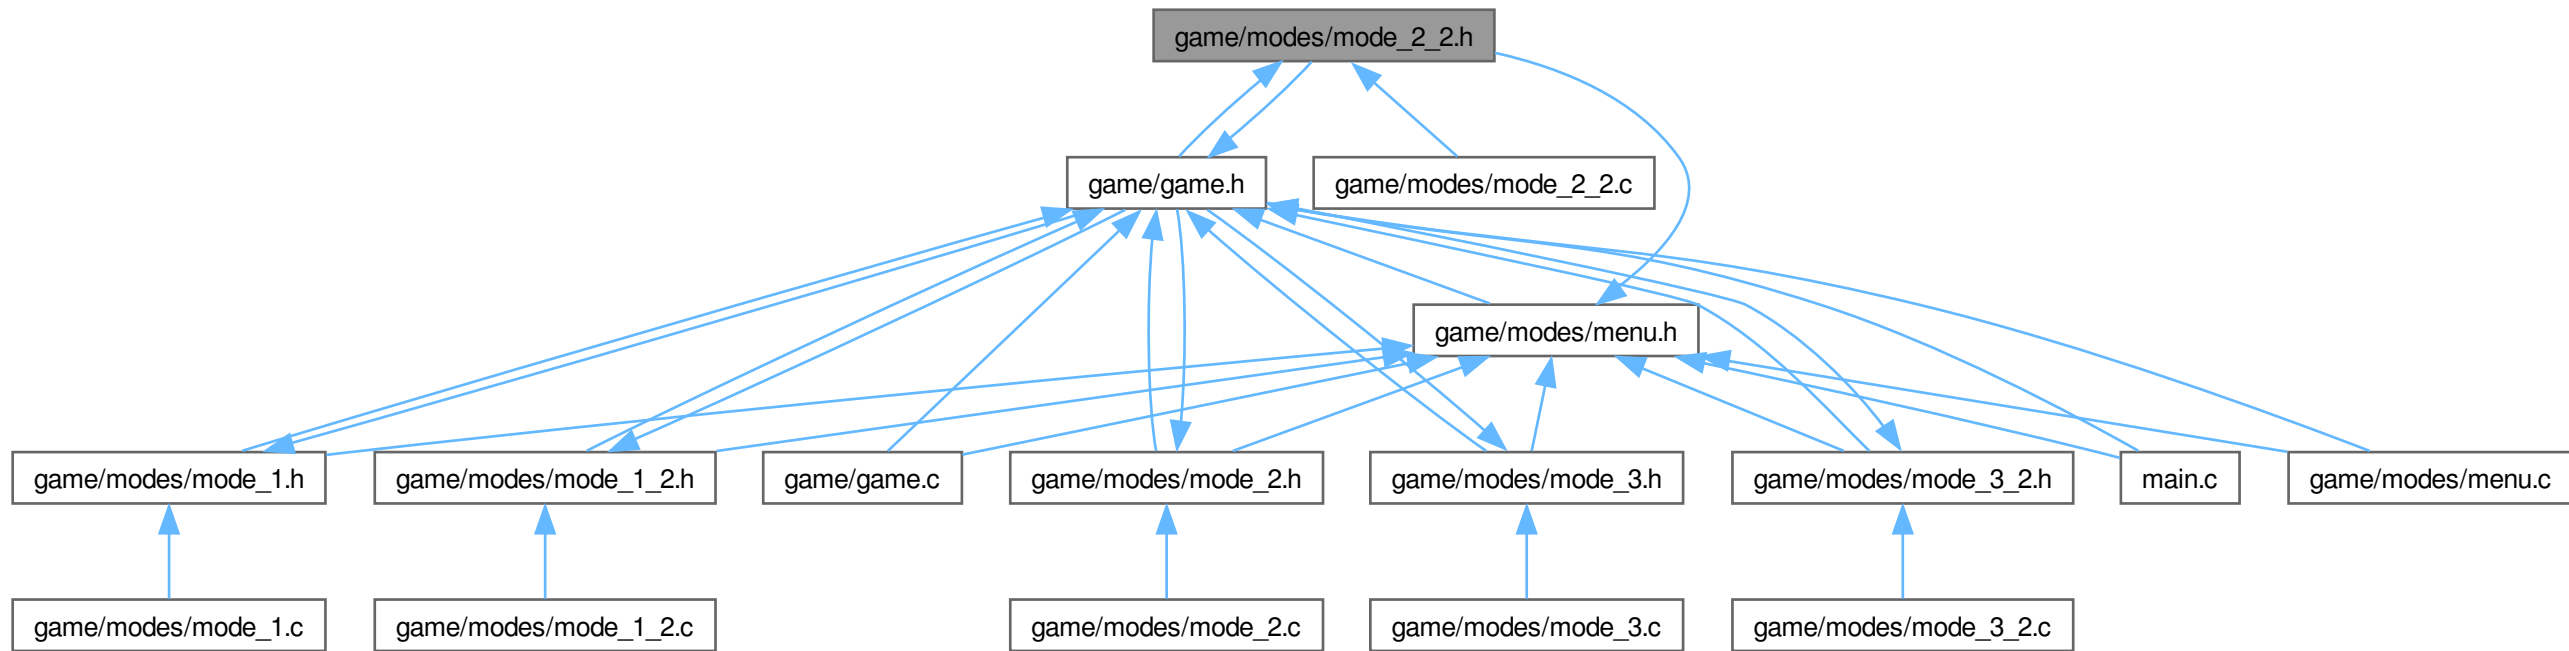 game/modes/mode_2_2.h
game/game.h
game/modes/mode_2_2.c
game/modes/menu.h
game/modes/mode_1.h
game/modes/mode_1_2.h
game/game.c
game/modes/mode_2.h
game/modes/mode_3.h
game/modes/mode_3_2.h
main.c
game/modes/menu.c
game/modes/mode_1.c
game/modes/mode_1_2.c
game/modes/mode_2.c
game/modes/mode_3.c
game/modes/mode_3_2.c